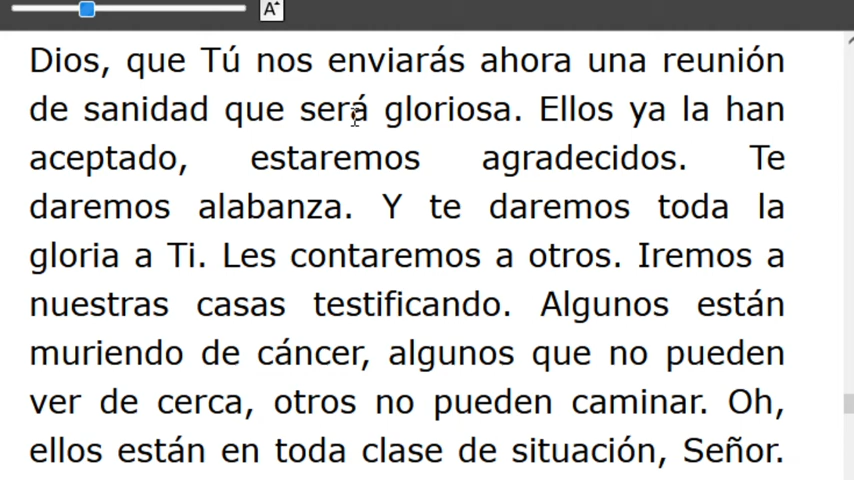 A
Dios, que Tú nos enviarás ahora una reunión
de sanidad que será gloriosa. Ellos ya la han
aceptado, estaremos agradecidos. Te
daremos alabanza. Y te daremos toda la
gloria a Ti. Les contaremos a otros. Iremos a
nuestras casas testificando. Algunos están
muriendo de cáncer, algunos que no pueden
ver de cerca, otros no pueden caminar. Oh,
ellos están en toda clase de situación, Señor.